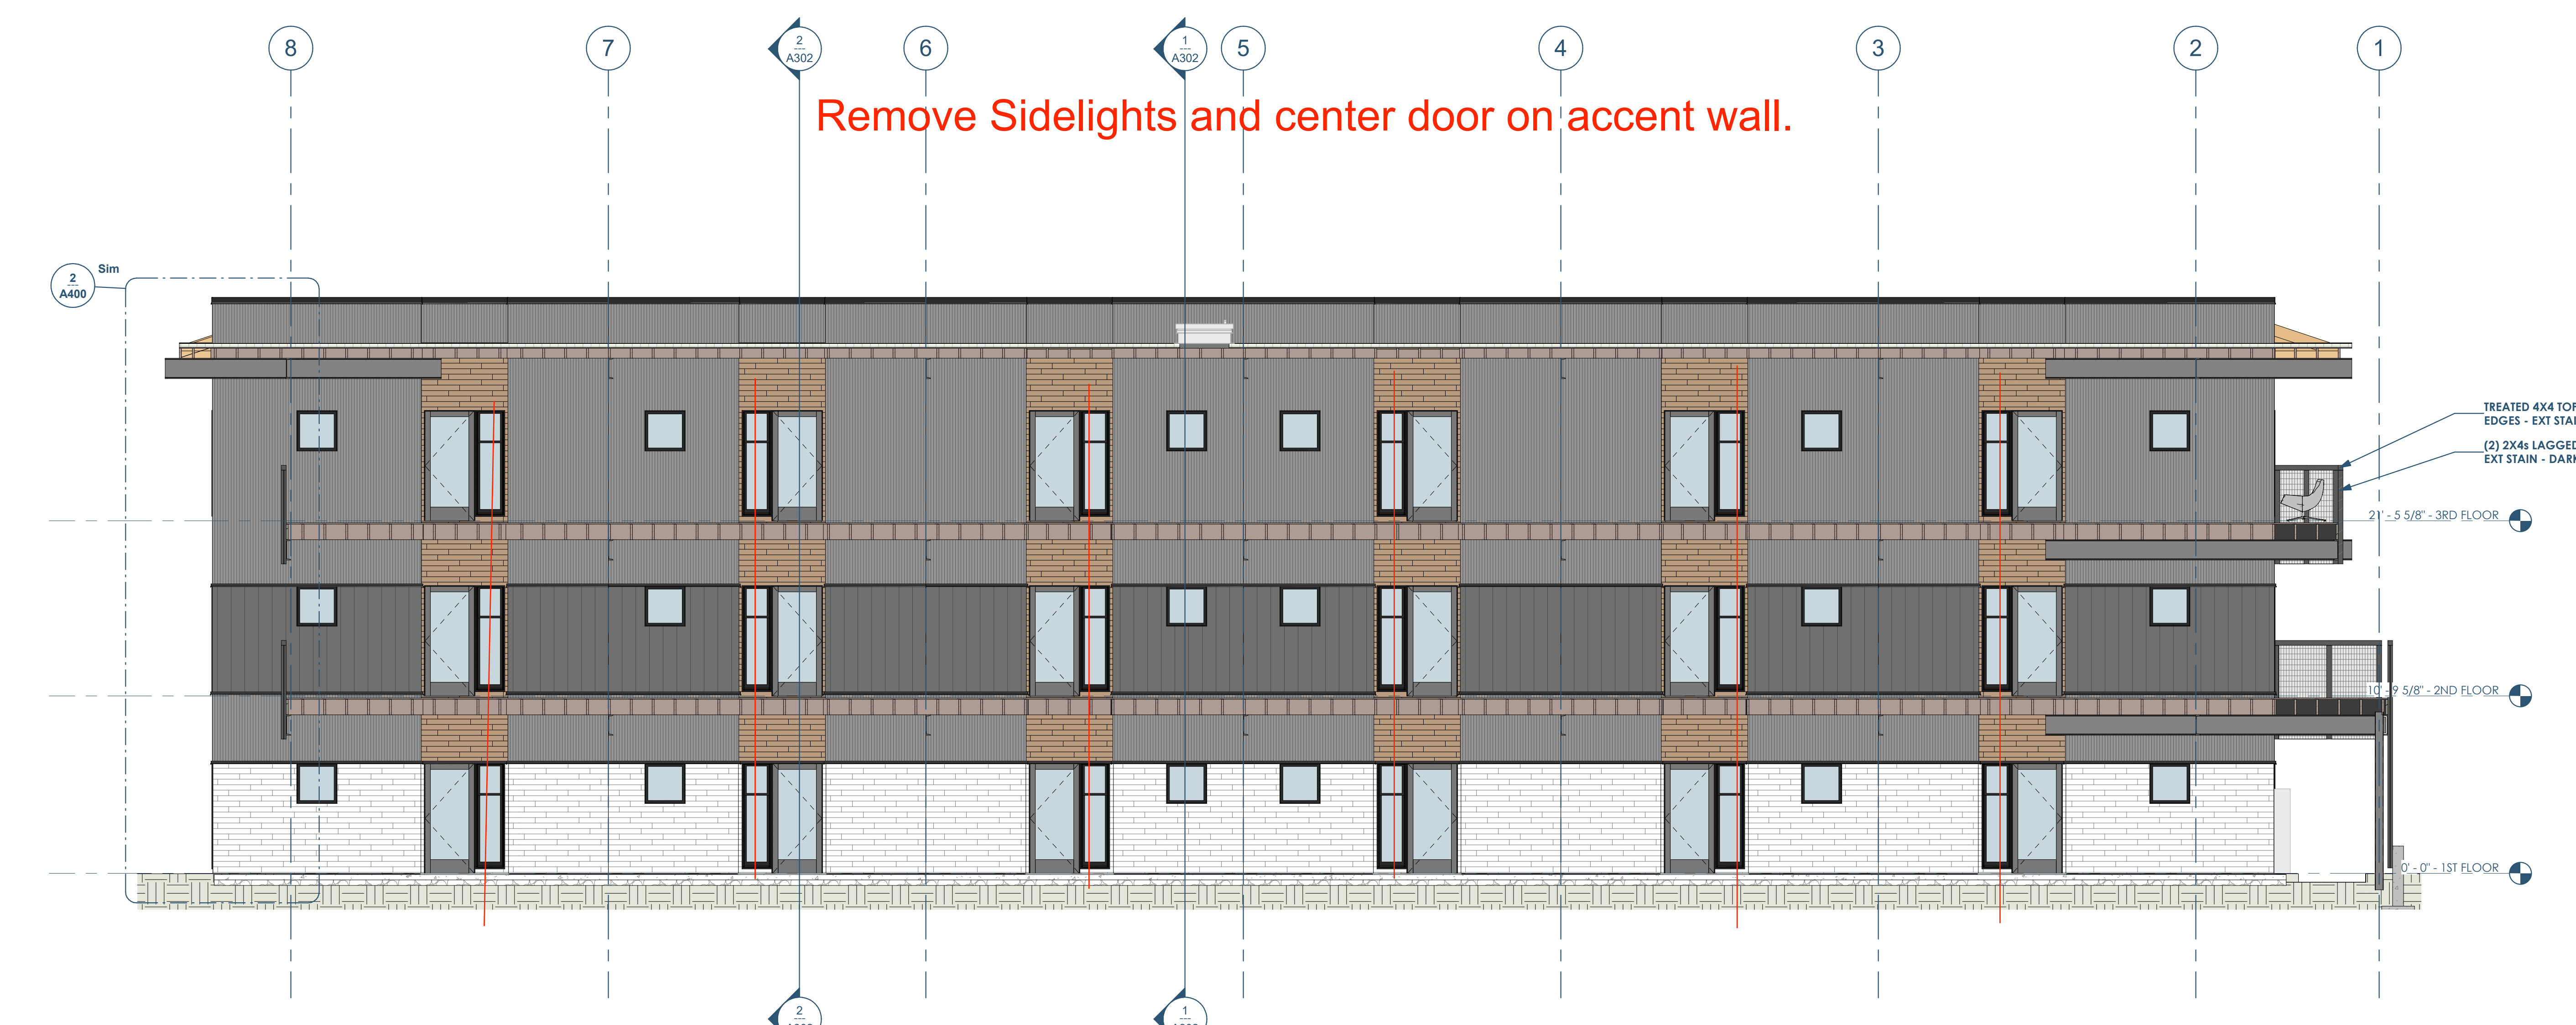 8
7
2
---
A302
6
1
---
A302
5
4
3
2
1
Remove Sidelights and center door on accent wall.
2
---
A400
Sim
TREATED 4X4 TOP
EDGES - EXT
(2) 2X4s LAGGED
EXT STAIN -
21' - 5 5/8" - 3RD FLOOR
10' - 9 5/8" - 2ND FLOOR
0' - 0" - 1ST FLOOR
2
---
1
---